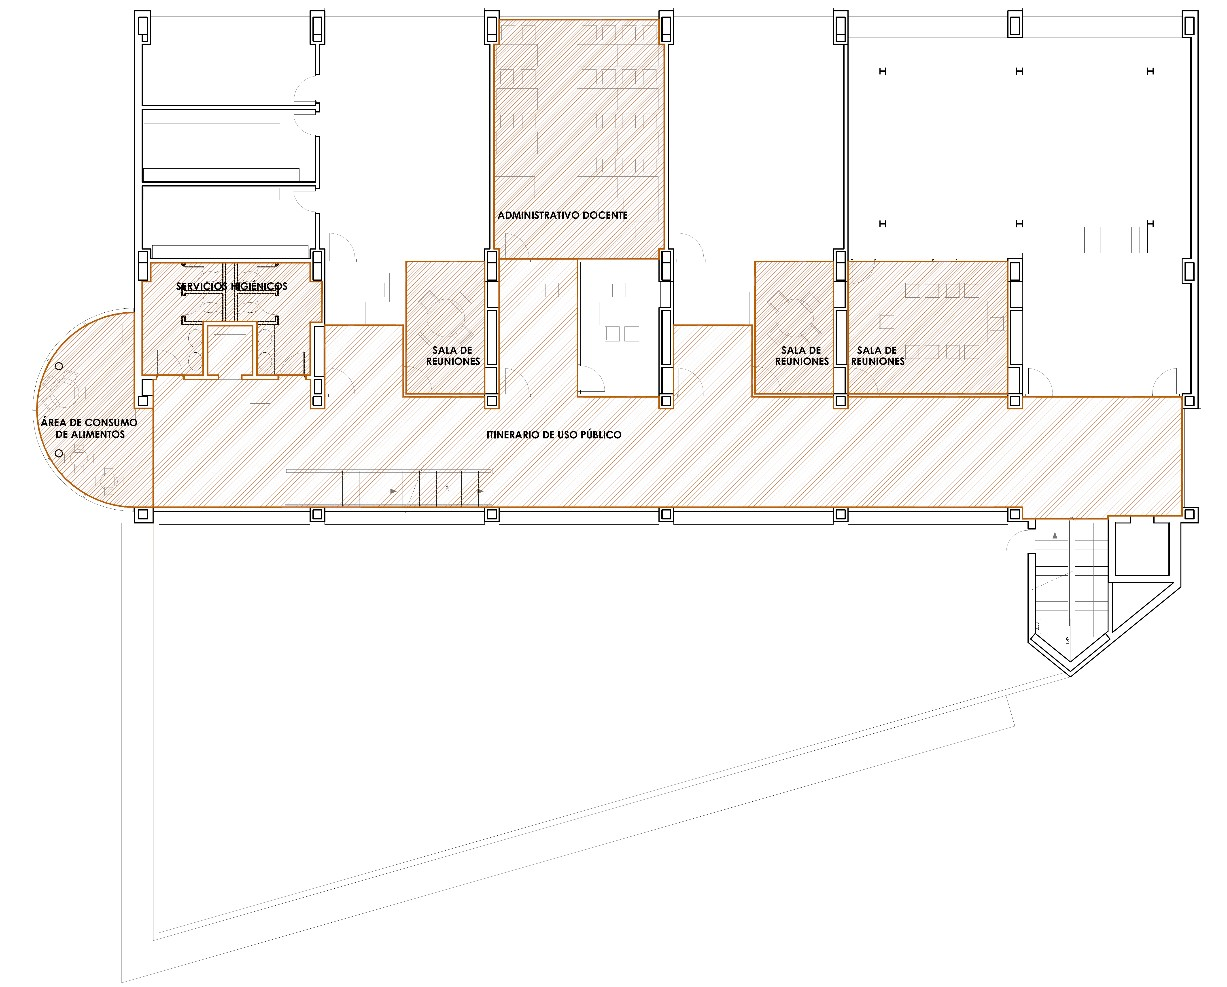 ADMINISTRATIVO DOCENTE
SERVICIOS HIGIÉNICOS
SALA DE
REUNIONES
SALA DE
REUNIONES
SALA DE
REUNIONES
ÁREA DE CONSUMO
DE ALIMENTOS
ITINERARIO DE USO PÚBLICO